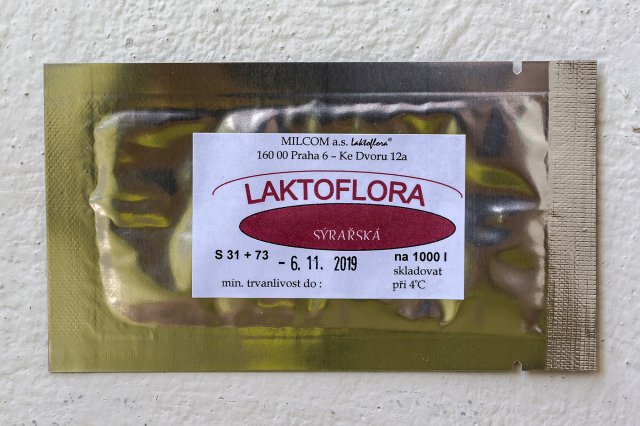 MILCOM a.s. Laktoflora®
160 00 Praha 6 – Ke Dvoru 12a
LAKTOFLORA
SÝRAŘSKÁ
S 31 + 73 - 6. 11. 2019 na 1000 l
skladovat
min. trvanlivost do : při 4°C